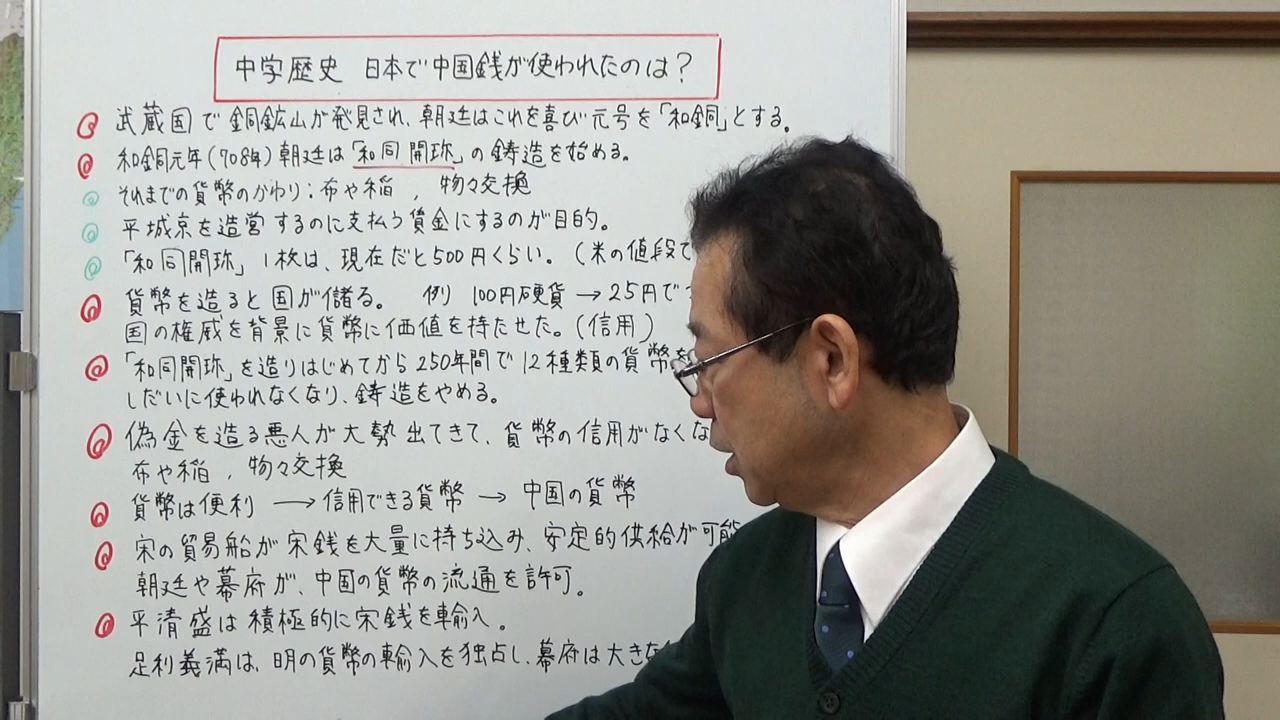 中学歴史 日本で中国銭が使われたのは?
武蔵国で銅鉱山が発見され、朝廷はこれを喜び元号を「和銅」とする。
和銅元年(708年)朝廷は「和同開珎」の鋳造を始める。
それまでの貨幣のかわり:布や稲 、物々交換
平城京を造営するのに支払う賃金にするのが目的。
「和同開珎」1枚は、現在だと500円くらい。(米の値段で
貨幣を造ると国が儲る。 例 100円硬貨→25円で
国の権威を背景に貨幣に価値を持たせた。(信用)
「和同開珎」を造りはじめてから250年間で12種類の貨幣を
しだいに使われなくなり、鋳造をやめる。
偽金を造る悪人が大勢出てきて、貨幣の信用がなくな
布や稲 、物々交換
貨幣は便利 →信用できる貨幣 → 中国の貨幣
宋の貿易船が宋銭を大量に持ち込み、安定的供給が可能
朝廷や幕府が、中国の貨幣の流通を許可。
平清盛は積極的に宋銭を輸入。
足利義満は、明の貨幣の輸入を独占し、幕府は大きな